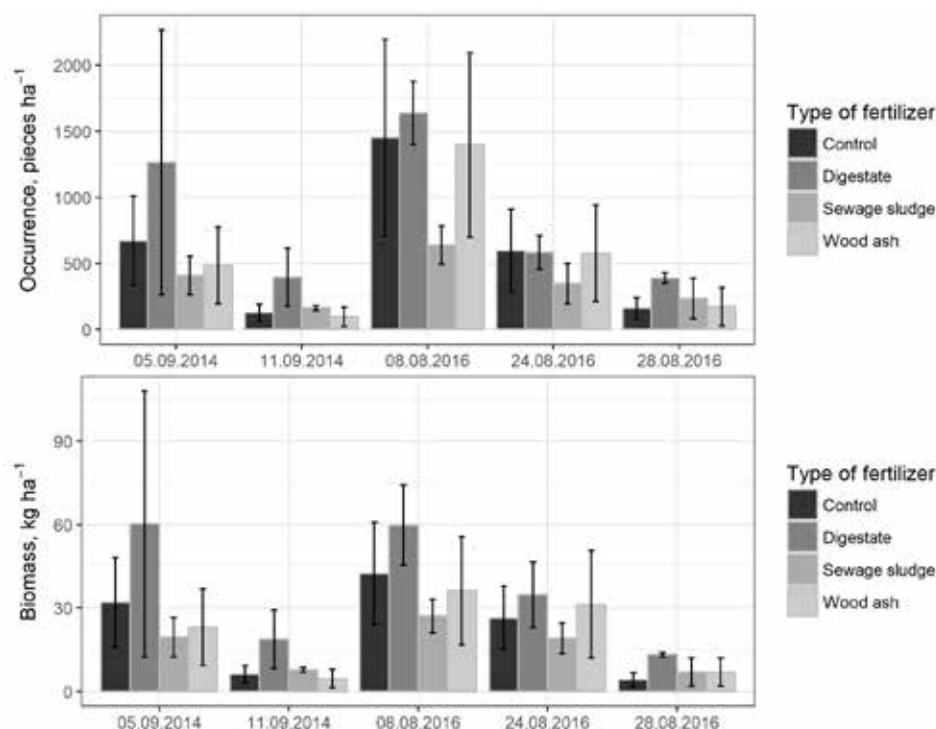 Occurrence, pieces ha⁻¹
2000
1500
1000
500
0
05.09.2014 11.09.2014 08.08.2016 24.08.2016 28.08.2016
Type of fertilizer
Control
Digestate
Sewage sludge
Wood ash
Biomass, kg ha⁻¹
90
60
30
0
05.09.2014 11.09.2014 08.08.2016 24.08.2016 28.08.2016
Type of fertilizer
Control
Digestate
Sewage sludge
Wood ash